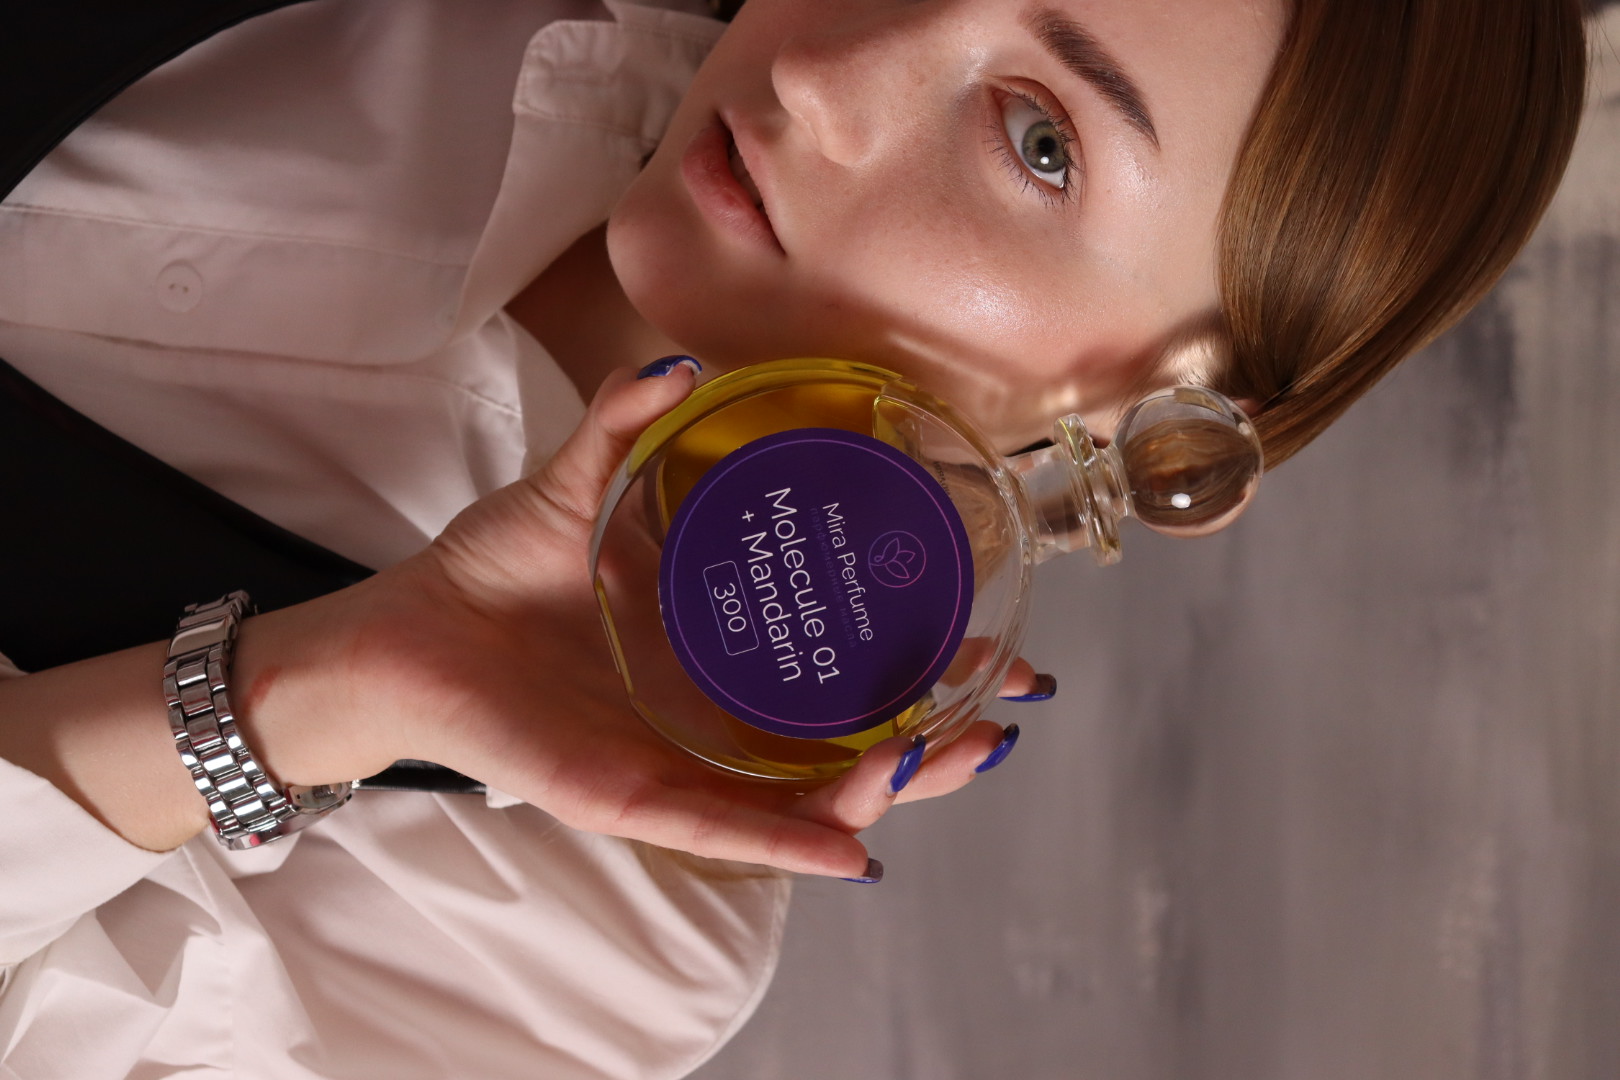 Mira Perfume
парфюмерные масла
Molecule 01
+ Mandarin
300